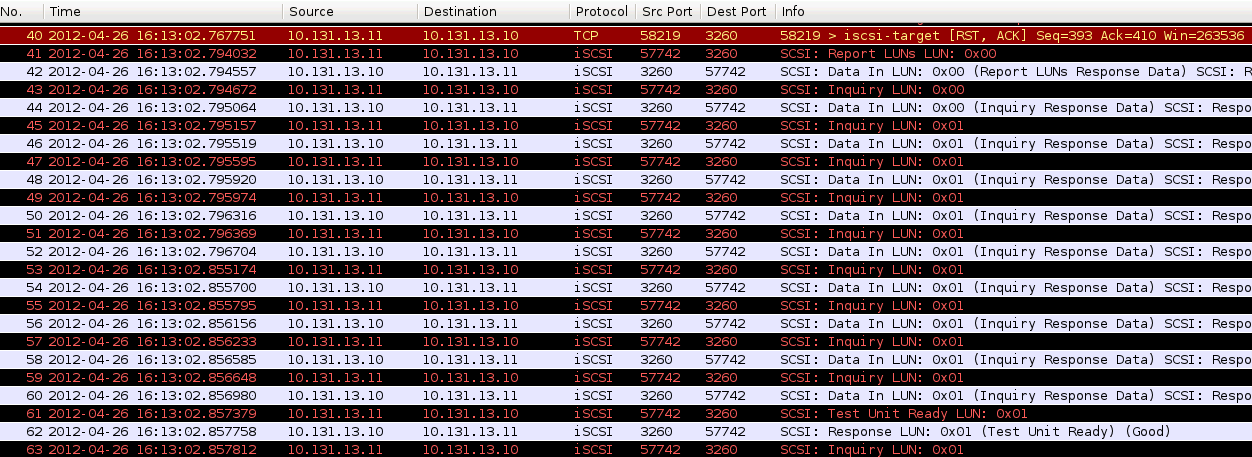 No. Time Source Destination Protocol Src Port Dest Port Info
40 2012-04-26 16:13:02.767751 10.131.13.11 10.131.13.10 TCP 58219 3260 58219 > iscsi-target [RST, ACK] Seq=393 Ack=410 Win=263536
41 2012-04-26 16:13:02.794032 10.131.13.11 10.131.13.10 iSCSI 57742 3260 SCSI: Report LUNs LUN: 0x00
42 2012-04-26 16:13:02.794557 10.131.13.10 10.131.13.11 iSCSI 3260 57742 SCSI: Data In LUN: 0x00 (Report LUNs Response Data) SCSI: R
43 2012-04-26 16:13:02.794672 10.131.13.11 10.131.13.10 iSCSI 57742 3260 SCSI: Inquiry LUN: 0x00
44 2012-04-26 16:13:02.795064 10.131.13.10 10.131.13.11 iSCSI 3260 57742 SCSI: Data In LUN: 0x00 (Inquiry Response Data) SCSI: Respo
45 2012-04-26 16:13:02.795157 10.131.13.11 10.131.13.10 iSCSI 57742 3260 SCSI: Inquiry LUN: 0x01
46 2012-04-26 16:13:02.795519 10.131.13.10 10.131.13.11 iSCSI 3260 57742 SCSI: Data In LUN: 0x01 (Inquiry Response Data) SCSI: Respo
47 2012-04-26 16:13:02.795595 10.131.13.11 10.131.13.10 iSCSI 57742 3260 SCSI: Inquiry LUN: 0x01
48 2012-04-26 16:13:02.795920 10.131.13.10 10.131.13.11 iSCSI 3260 57742 SCSI: Data In LUN: 0x01 (Inquiry Response Data) SCSI: Respo
49 2012-04-26 16:13:02.795974 10.131.13.11 10.131.13.10 iSCSI 57742 3260 SCSI: Inquiry LUN: 0x01
50 2012-04-26 16:13:02.796316 10.131.13.10 10.131.13.11 iSCSI 3260 57742 SCSI: Data In LUN: 0x01 (Inquiry Response Data) SCSI: Respo
51 2012-04-26 16:13:02.796369 10.131.13.11 10.131.13.10 iSCSI 57742 3260 SCSI: Inquiry LUN: 0x01
52 2012-04-26 16:13:02.796704 10.131.13.10 10.131.13.11 iSCSI 3260 57742 SCSI: Data In LUN: 0x01 (Inquiry Response Data) SCSI: Respo
53 2012-04-26 16:13:02.855174 10.131.13.11 10.131.13.10 iSCSI 57742 3260 SCSI: Inquiry LUN: 0x01
54 2012-04-26 16:13:02.855700 10.131.13.10 10.131.13.11 iSCSI 3260 57742 SCSI: Data In LUN: 0x01 (Inquiry Response Data) SCSI: Respo
55 2012-04-26 16:13:02.855795 10.131.13.11 10.131.13.10 iSCSI 57742 3260 SCSI: Inquiry LUN: 0x01
56 2012-04-26 16:13:02.856156 10.131.13.10 10.131.13.11 iSCSI 3260 57742 SCSI: Data In LUN: 0x01 (Inquiry Response Data) SCSI: Respo
57 2012-04-26 16:13:02.856233 10.131.13.11 10.131.13.10 iSCSI 57742 3260 SCSI: Inquiry LUN: 0x01
58 2012-04-26 16:13:02.856585 10.131.13.10 10.131.13.11 iSCSI 3260 57742 SCSI: Data In LUN: 0x01 (Inquiry Response Data) SCSI: Respo
59 2012-04-26 16:13:02.856648 10.131.13.11 10.131.13.10 iSCSI 57742 3260 SCSI: Inquiry LUN: 0x01
60 2012-04-26 16:13:02.856980 10.131.13.10 10.131.13.11 iSCSI 3260 57742 SCSI: Data In LUN: 0x01 (Inquiry Response Data) SCSI: Respo
61 2012-04-26 16:13:02.857379 10.131.13.11 10.131.13.10 iSCSI 57742 3260 SCSI: Test Unit Ready LUN: 0x01
62 2012-04-26 16:13:02.857758 10.131.13.10 10.131.13.11 iSCSI 3260 57742 SCSI: Response LUN: 0x01 (Test Unit Ready) (Good)
63 2012-04-26 16:13:02.857812 10.131.13.11 10.131.13.10 iSCSI 57742 3260 SCSI: Inquiry LUN: 0x01